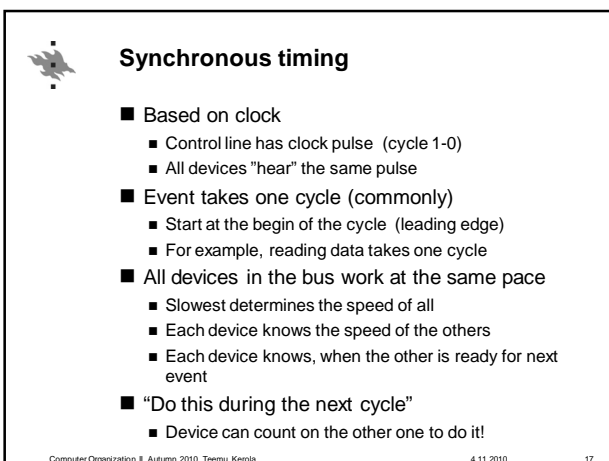 Synchronous timing
■ Based on clock
■ Control line has clock pulse (cycle 1-0)
■ All devices "hear" the same pulse
■ Event takes one cycle (commonly)
■ Start at the begin of the cycle (leading edge)
■ For example, reading data takes one cycle
■ All devices in the bus work at the same pace
■ Slowest determines the speed of all
■ Each device knows the speed of the others
■ Each device knows, when the other is ready for next
event
■ “Do this during the next cycle”
■ Device can count on the other one to do it!
Computer Organization II, Autumn 2010, Teemu Kerola 4.11.2010 17